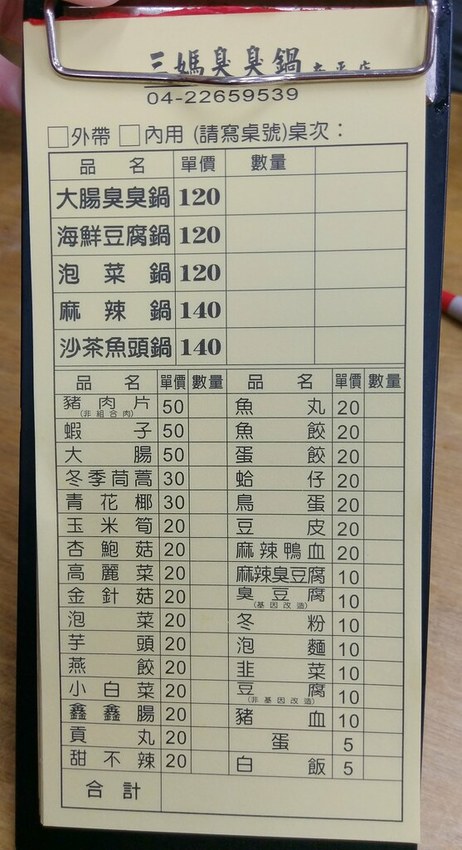 三媽臭臭鍋
04-22659539
□外帶 □內用 (請寫桌號)桌次：
品名 單價 數量
大腸臭臭鍋 120
海鮮豆腐鍋 120
泡菜鍋 120
麻辣鍋 140
沙茶魚頭鍋 140
品名 單價 數量 品名 單價 數量
豬肉片 (非組合肉) 50 魚丸 20
蝦子 50 魚餃 20
大腸 50 蛋餃 20
冬季茼蒿 30 蛤仔 20
青花椰 30 鳥蛋 20
玉米筍 20 豆皮 20
杏鮑菇 20 麻辣鴨血 20
高麗菜 20 麻辣臭豆腐 10
金針菇 20 臭豆腐 (基因改造) 10
泡菜 20 冬粉 10
芋頭 20 泡麵 10
燕餃 20 韭菜 10
小白菜 20 豆腐 (非基因改造) 10
鑫鑫腸 20 豬血 10
貢丸 20 蛋 5
甜不辣 20 白飯 5
合計